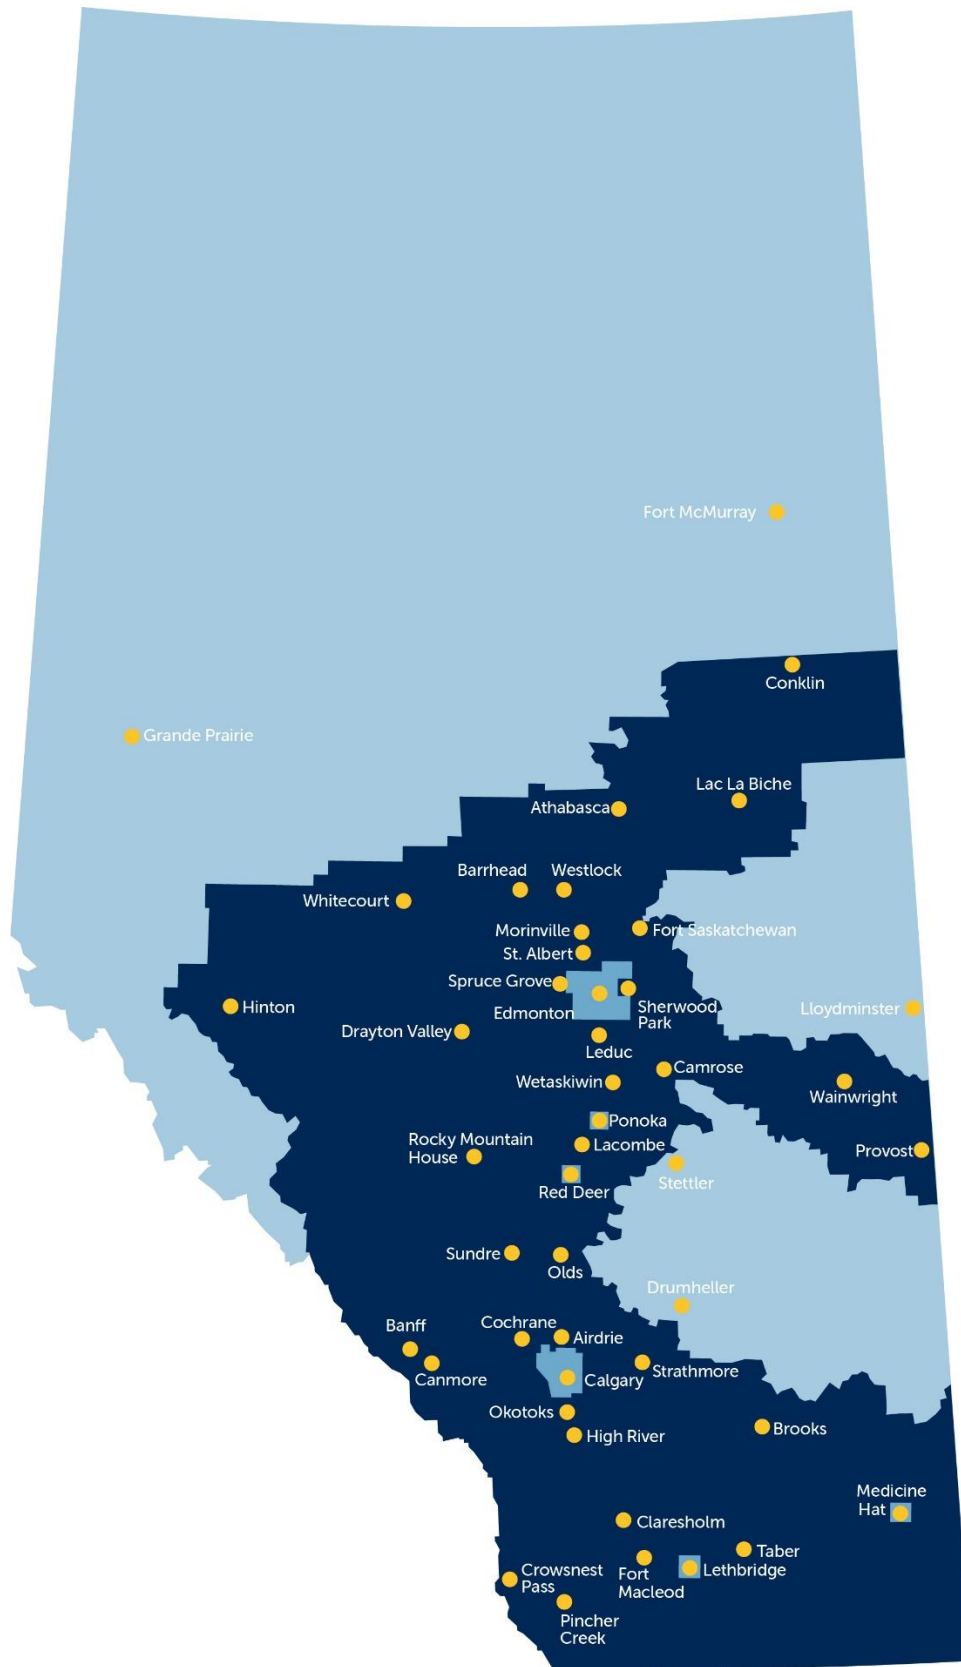 Fort McMurray
Conklin
Grande Prairie
Lac La Biche
Athabasca
Barrhead
Westlock
Whitecourt
Morinville
Fort Saskatchewan
St. Albert
Spruce Grove
Hinton
Edmonton
Sherwood
Park
Lloydminster
Drayton Valley
Leduc
Camrose
Wetaskiwin
Wainwright
Ponoka
Rocky Mountain
House
Lacombe
Provost
Red Deer
Stettler
Sundre
Olds
Drumheller
Banff
Cochrane
Airdrie
Canmore
Calgary
Strathmore
Okotoks
High River
Brooks
Medicine
Hat
Claresholm
Taber
Crowsnest
Pass
Fort
Macleod
Lethbridge
Pincher
Creek